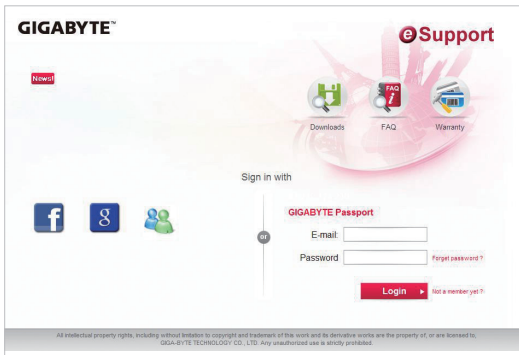 GIGABYTE™
eSupport
News!
FAQ
i
Downloads
FAQ
Warranty
Sign in with
f
g
or
GIGABYTE Passport
E-mail:
Password
Forget password ?
Login
Not a member yet ?
All intellectual property rights, including without limitation to copyright and trademark of this work and its derivative works are the property of, or are licensed to,
GIGA-BYTE TECHNOLOGY CO., LTD. Any unauthorized use is strictly prohibited.